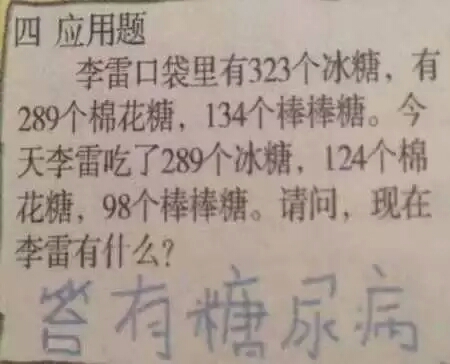 四 应用题
李雷口袋里有323个冰糖，有
289个棉花糖，134个棒棒糖。今
天李雷吃了289个冰糖，124个棉
花糖，98个棒棒糖。请问，现在
李雷有什么？
答有糖尿病